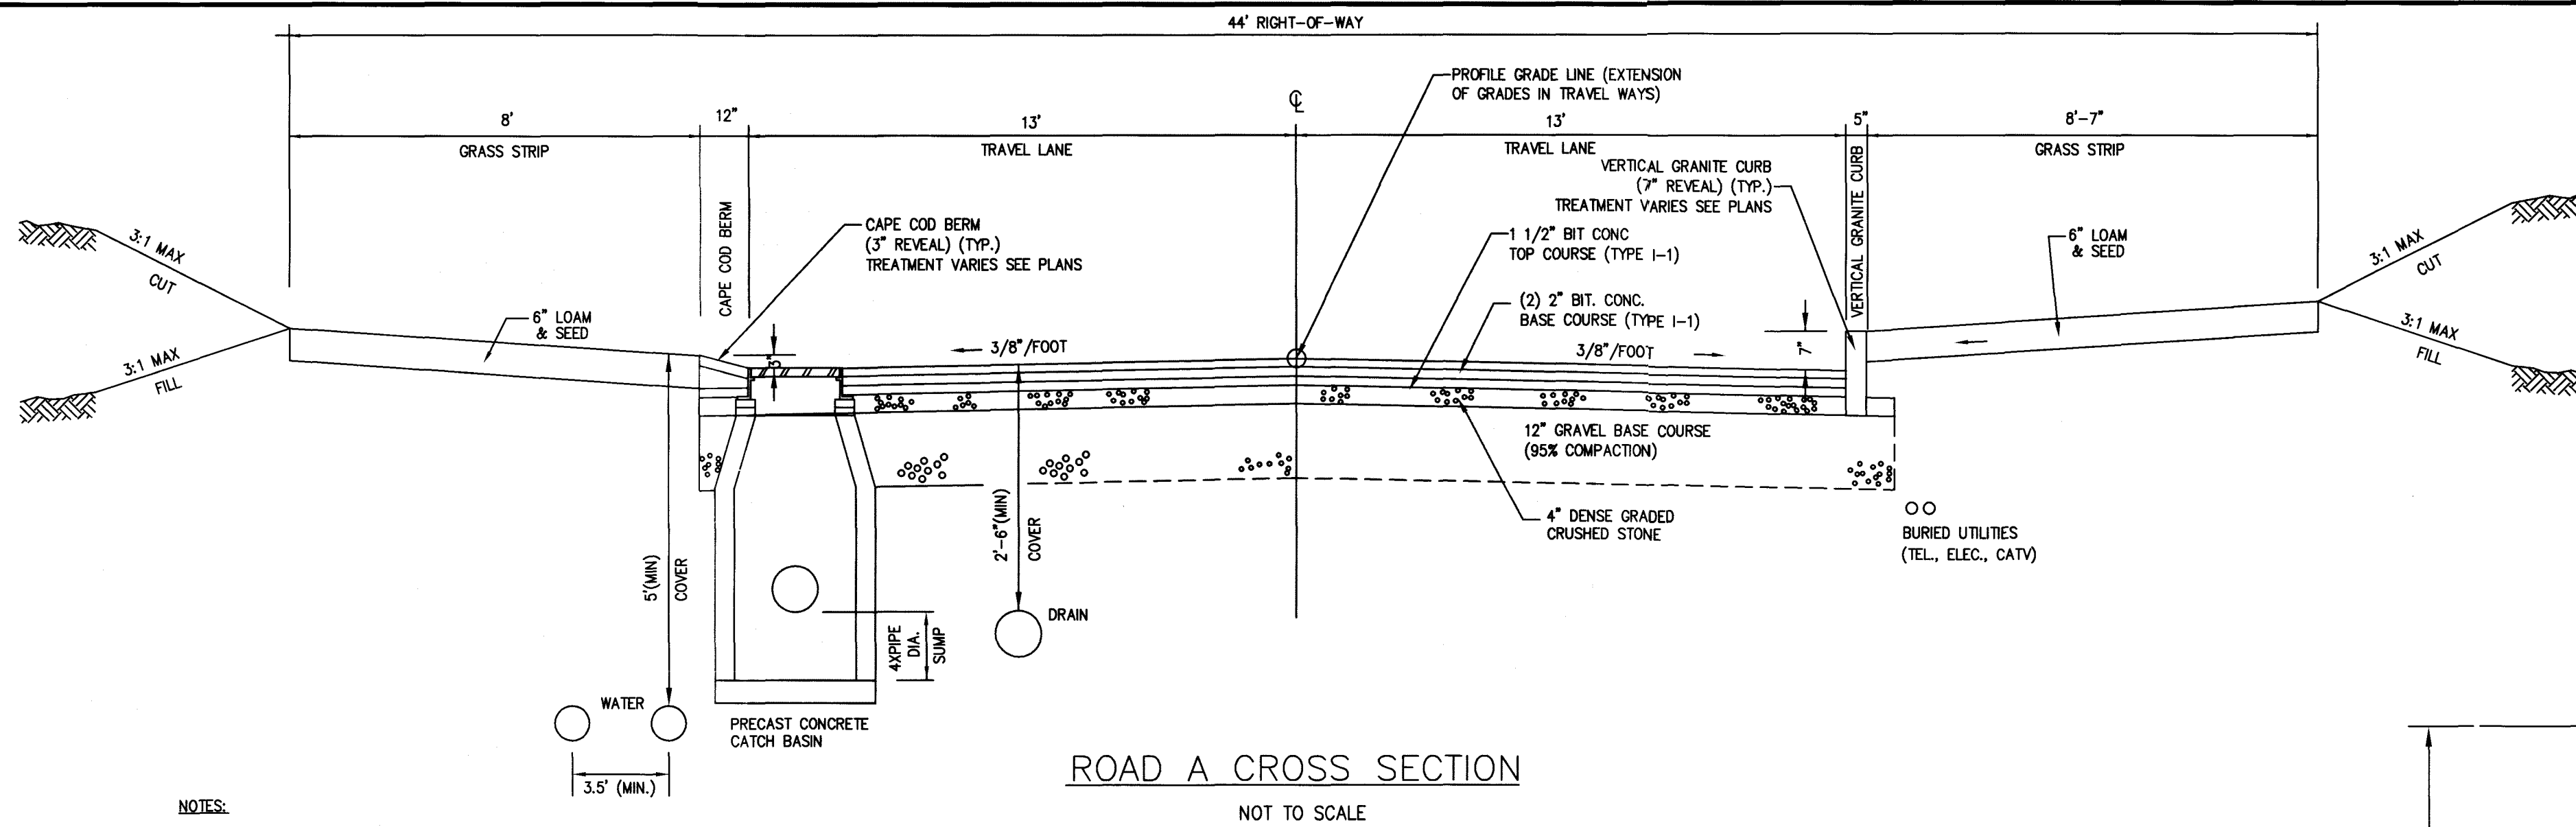 44' RIGHT-OF-WAY
PROFILE GRADE LINE (EXTENSION
OF GRADES IN TRAVEL WAYS)
℄
8'
12"
13'
13'
5"
8'-7"
GRASS STRIP
TRAVEL LANE
TRAVEL LANE
GRASS STRIP
CAPE COD BERM
VERTICAL GRANITE CURB
VERTICAL GRANITE CURB
(7" REVEAL) (TYP.)
TREATMENT VARIES SEE PLANS
CAPE COD BERM
(3" REVEAL) (TYP.)
TREATMENT VARIES SEE PLANS
1 1/2" BIT CONC
TOP COURSE (TYPE I-1)
6" LOAM
& SEED
3:1 MAX
CUT
3:1 MAX
CUT
(2) 2" BIT. CONC.
BASE COURSE (TYPE I-1)
6" LOAM
& SEED
3:1 MAX
FILL
3:1 MAX
FILL
3"
3/8"/FOOT
3/8"/FOOT
7"
12" GRAVEL BASE COURSE
(95% COMPACTION)
4" DENSE GRADED
CRUSHED STONE
BURIED UTILITIES
(TEL., ELEC., CATV)
5'(MIN)
COVER
2'-6"(MIN)
COVER
DRAIN
4XPIPE
DIA.
SUMP
WATER
PRECAST CONCRETE
CATCH BASIN
3.5' (MIN.)
ROAD A CROSS SECTION
NOT TO SCALE
NOTES: